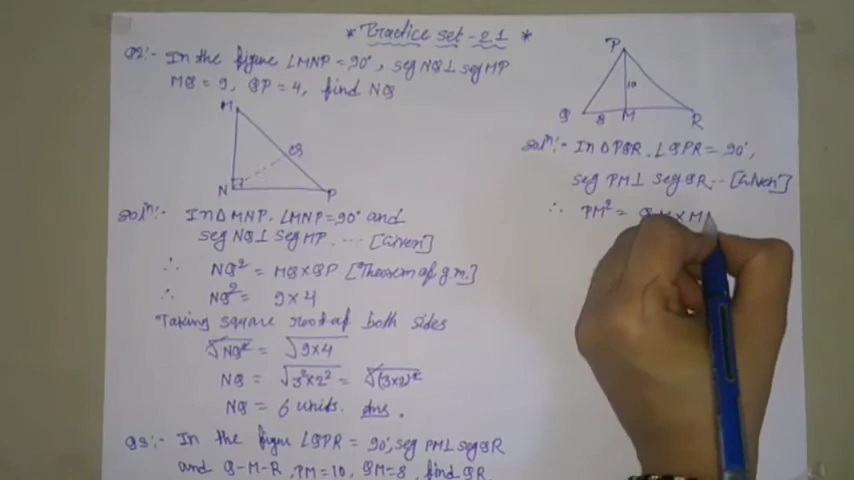 * Practice set - 2.1 *
Q2:- In the figure ∠MNP = 90°, seg NQ ⊥ seg MP
MQ = 9, QP = 4, find NQ
M
Q
N
P
Solⁿ:- In △MNP. ∠MNP = 90° and
seg NQ ⊥ seg MP. .... [Given]
∴ NQ² = MQ × QP [Theorem of g.m.]
∴ NQ² = 9 × 4
Taking square root of both sides
√NQ² = √9×4
NQ = √3²×2² = √(3×2)²
NQ = 6 units. Ans.
Q3:- In the figure ∠QPR = 90°, seg PM ⊥ seg QR
and Q-M-R, PM = 10, QM = 8, find QR
P
10
Q 8 M R
Solⁿ:- In △PQR. ∠QPR = 90°,
seg PM ⊥ seg QR.. [Given]
∴ PM² = QM × M